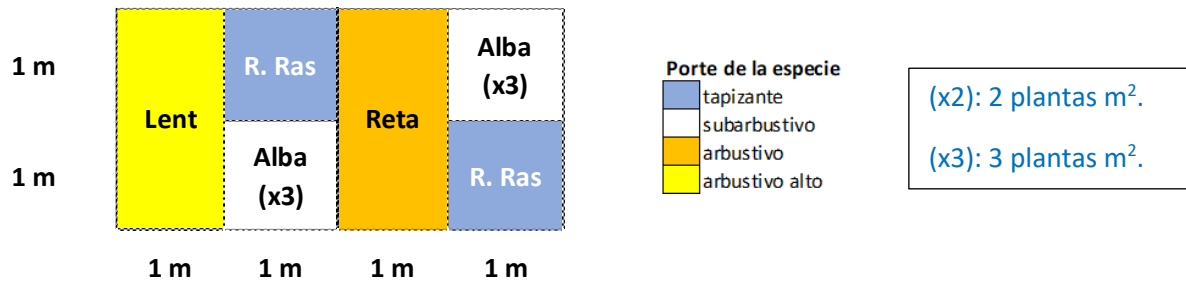 1 m
1 m
Lent
R. Ras
Alba
(x3)
Reta
Alba
(x3)
R. Ras
1 m
1 m
1 m
1 m
Porte de la especie
tapizante
subarbustivo
arbustivo
arbustivo alto
(x2): 2 plantas m².
(x3): 3 plantas m².